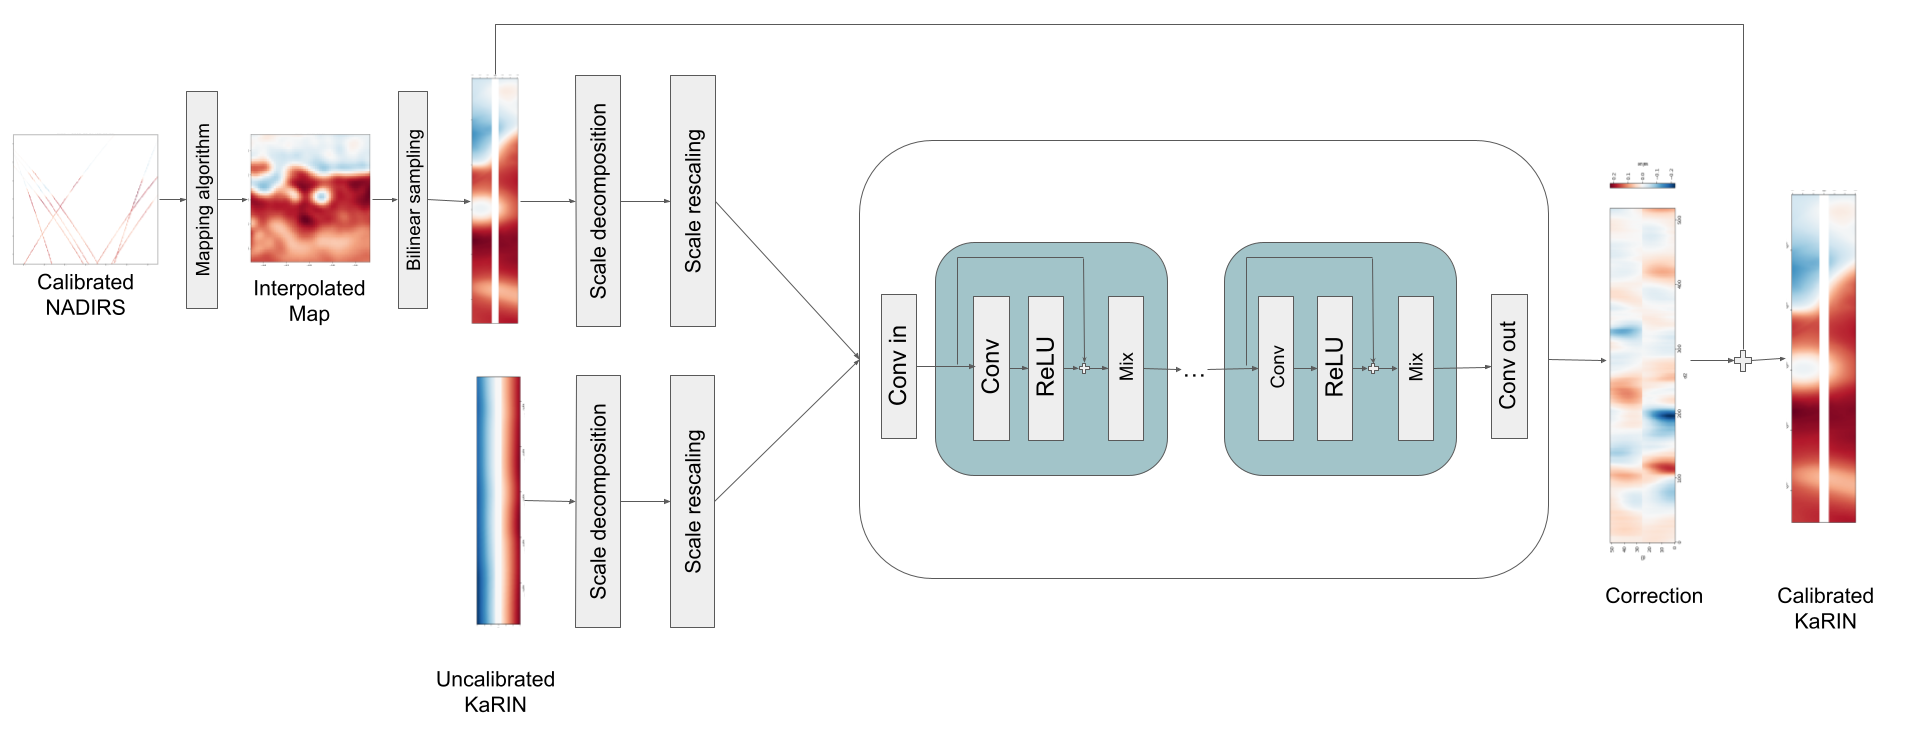 Calibrated
NADIRS
Mapping algorithm
Interpolated
Map
Bilinear sampling
Scale decomposition
Scale rescaling
Uncalibrated
KaRIN
Scale decomposition
Scale rescaling
Conv in
Conv
ReLU
Mix
...
Conv
ReLU
Mix
Conv out
Correction
Calibrated
KaRIN